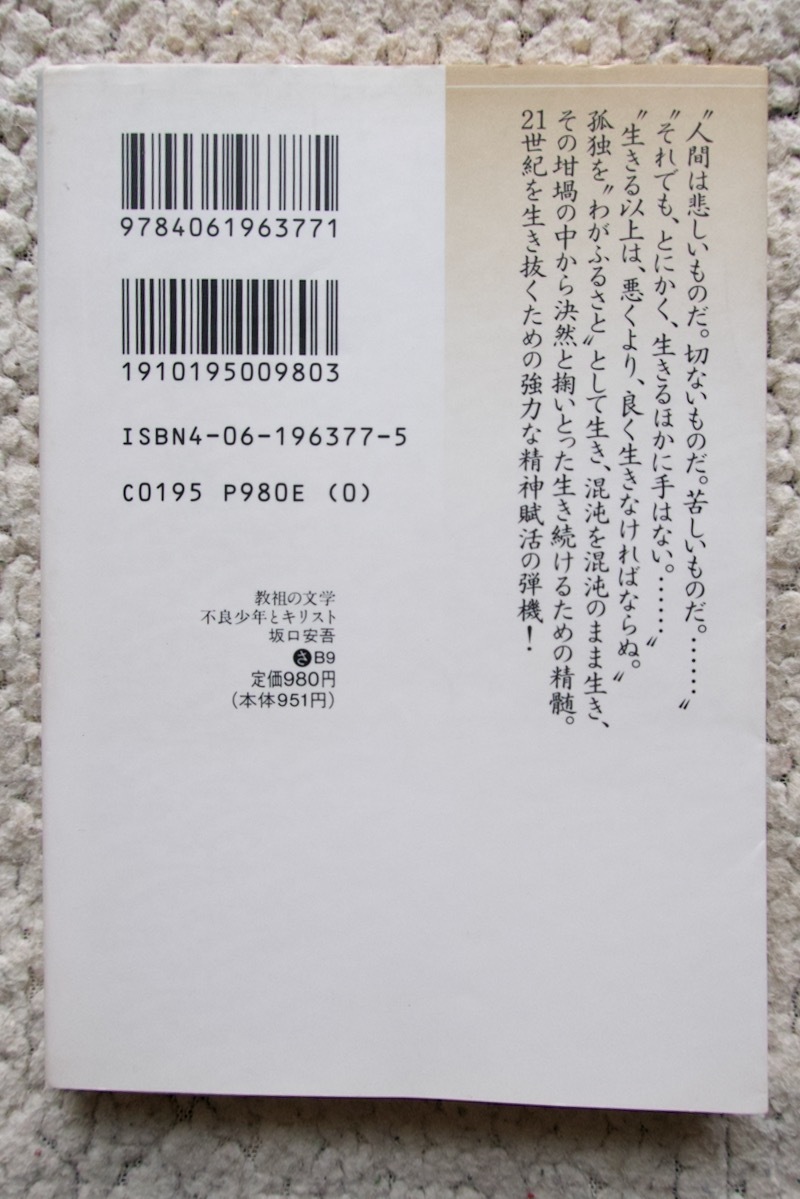 〝人間は悲しいものだ。切ないものだ。苦しいものだ。……〟
〝それでも、とにかく、生きるほかに手はない。……〟
〝生きる以上は、悪くより、良く生きなければならぬ。〟
孤独を〝わがふるさと〟として生き、混沌を混沌のまま生き、
その坩堝の中から決然と掬いとった生き続けるための精髄。
21世紀を生き抜くための強力な精神賦活の弾機！
9784061963771
1910195009803
ISBN4-06-196377-5
C0195 P980E (0)
教祖の文学
不良少年とキリスト
坂口安吾
さB9
定価980円
(本体951円)